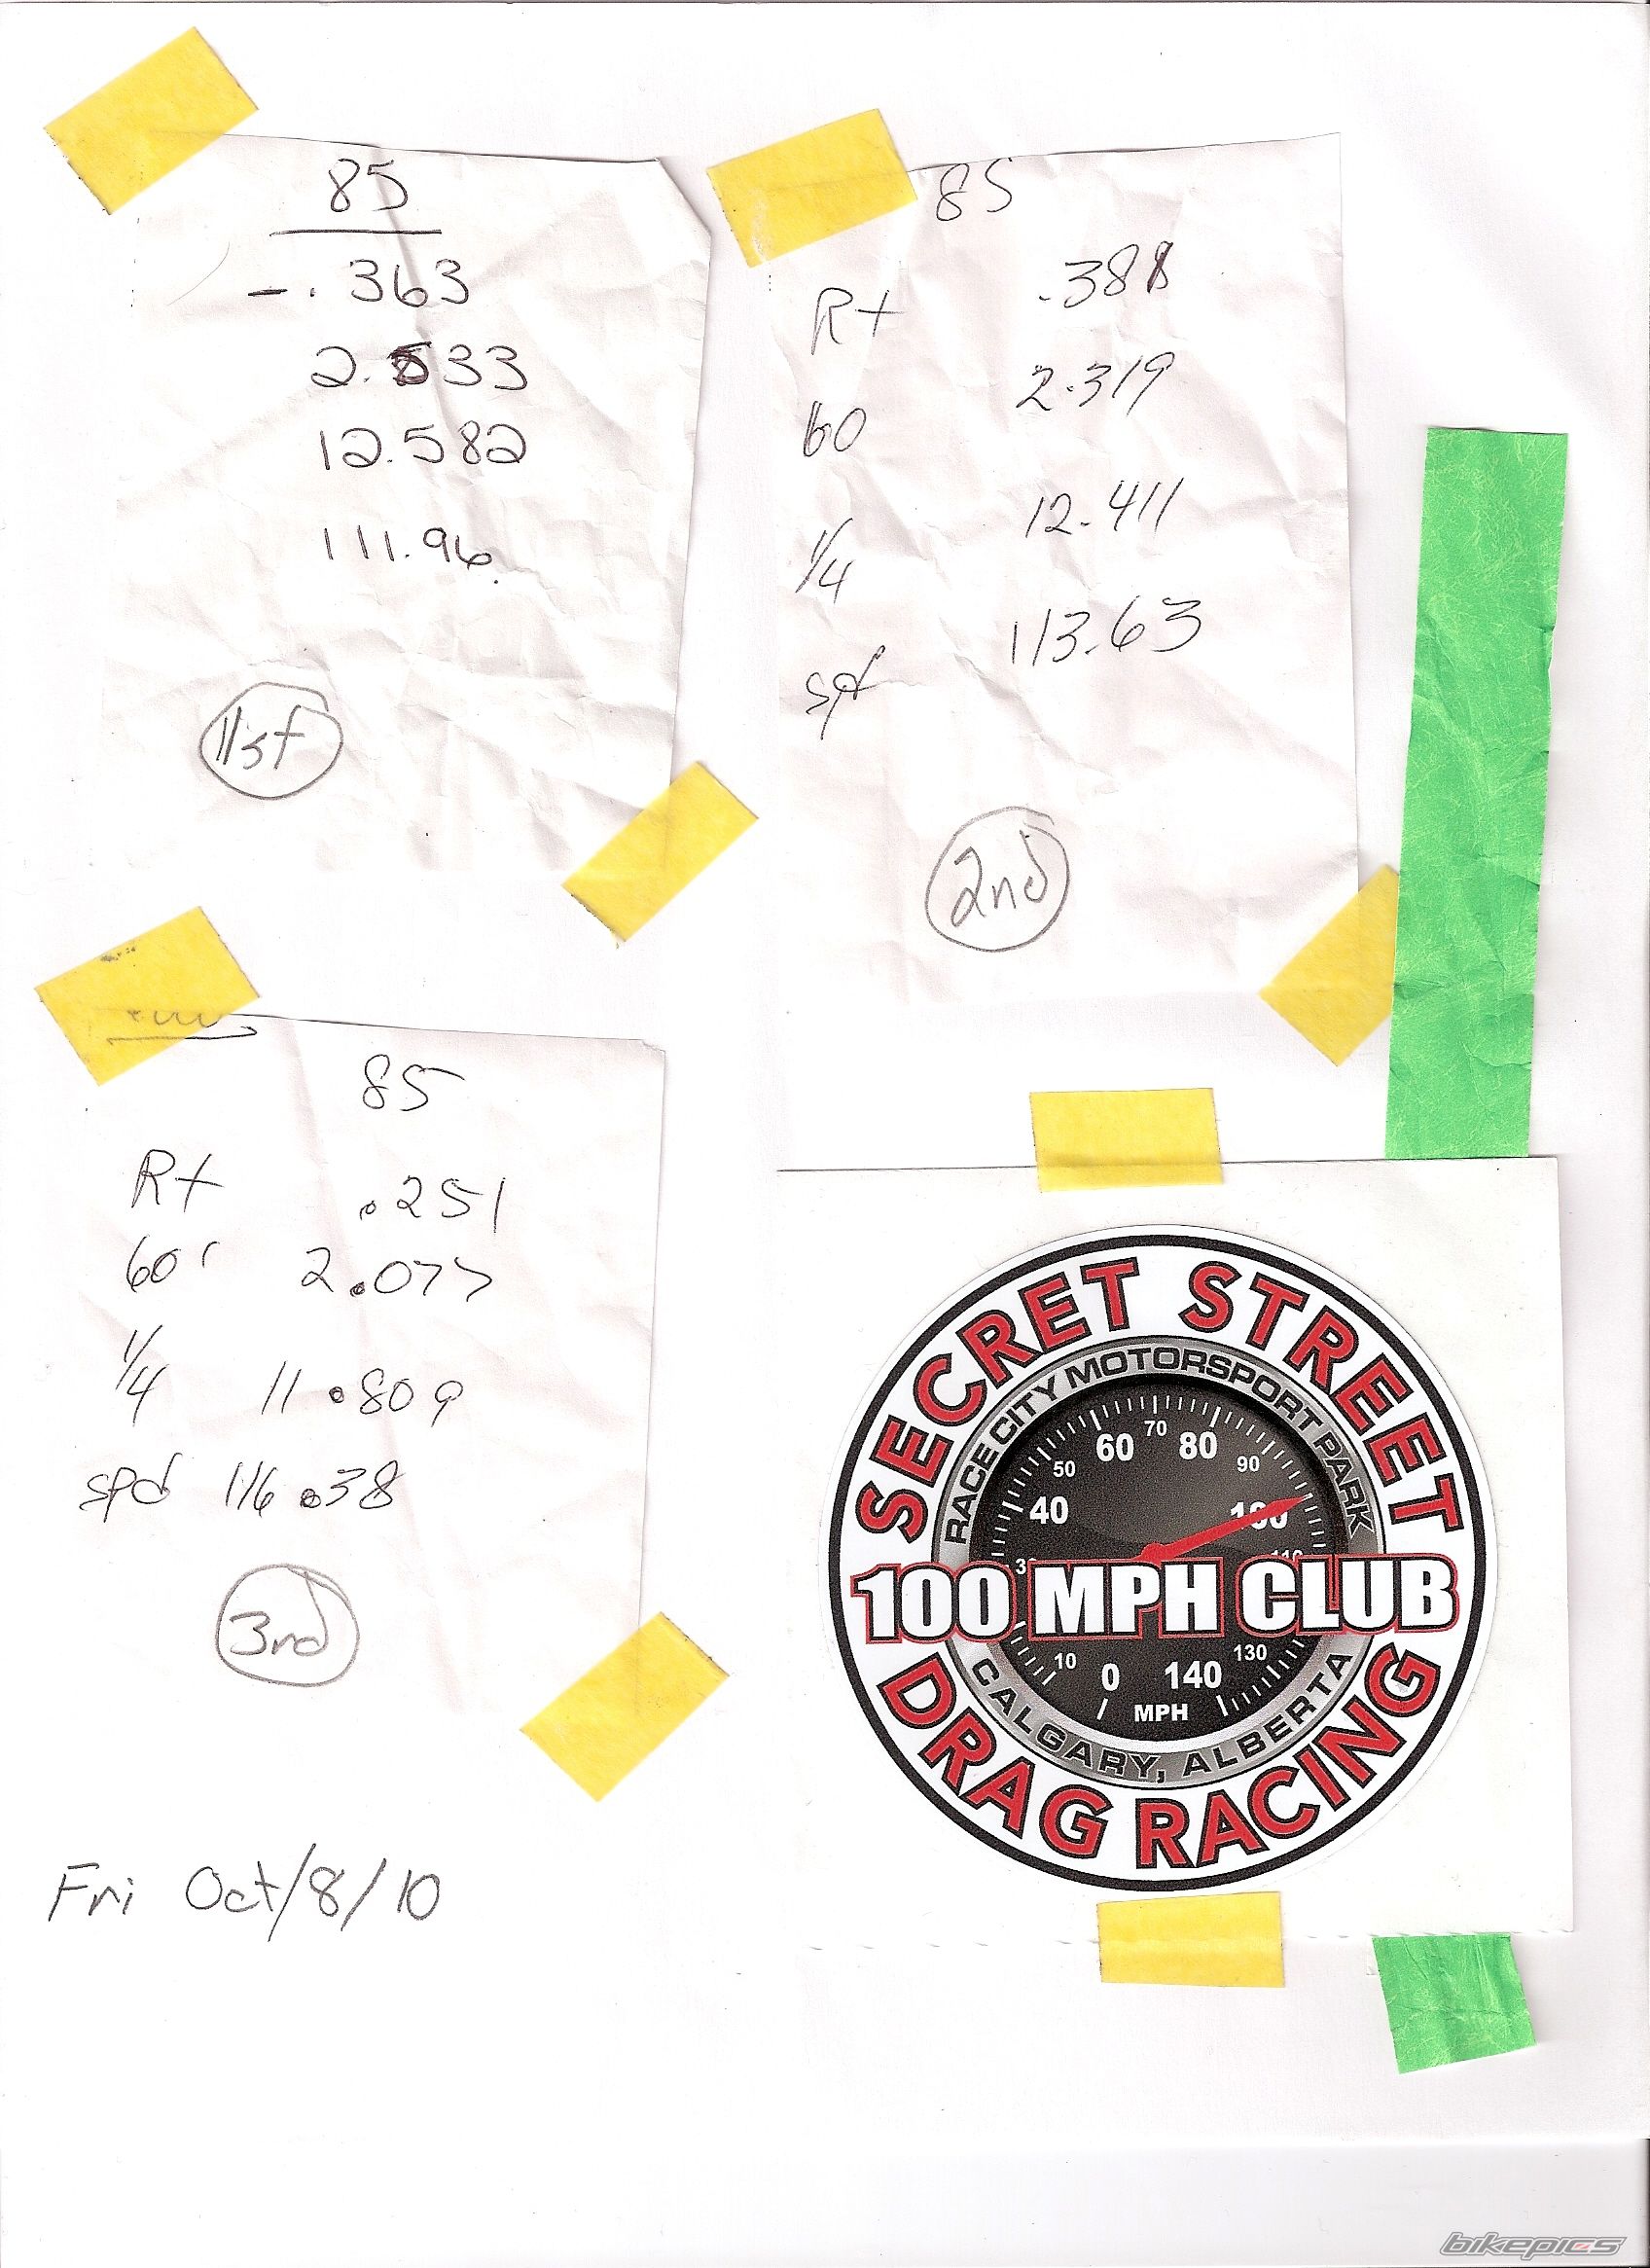 85
-.363
2.533
12.582
111.96
1st
85
Rt .388
60 2.319
1/4 12.411
spd 113.63
2nd
85
Rt .251
60' 2.077
1/4 11.809
spd 116.38
3rd
SECRET STREET
RACE CITY MOTORSPORT PARK
60 70 80
50 90
40 100
110
100 MPH CLUB
10 0 140 130
MPH
CALGARY, ALBERTA
DRAG RACING
Fri Oct/8/10
bikepics